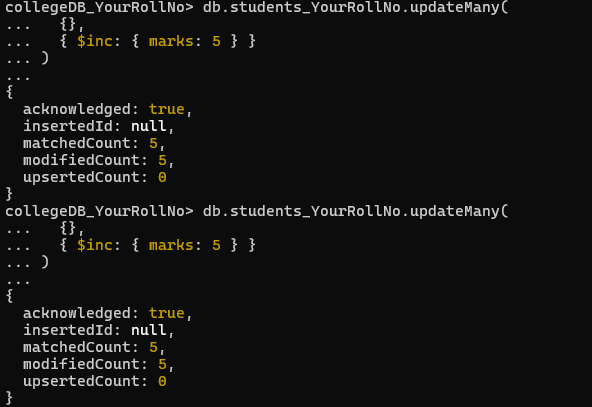 collegeDB_YourRollNo> db.students_YourRollNo.updateMany(
...   {},
...   { $inc: { marks: 5 } }
... )
...
{
  acknowledged: true,
  insertedId: null,
  matchedCount: 5,
  modifiedCount: 5,
  upsertedCount: 0
}
collegeDB_YourRollNo> db.students_YourRollNo.updateMany(
...   {},
...   { $inc: { marks: 5 } }
... )
...
{
  acknowledged: true,
  insertedId: null,
  matchedCount: 5,
  modifiedCount: 5,
  upsertedCount: 0
}